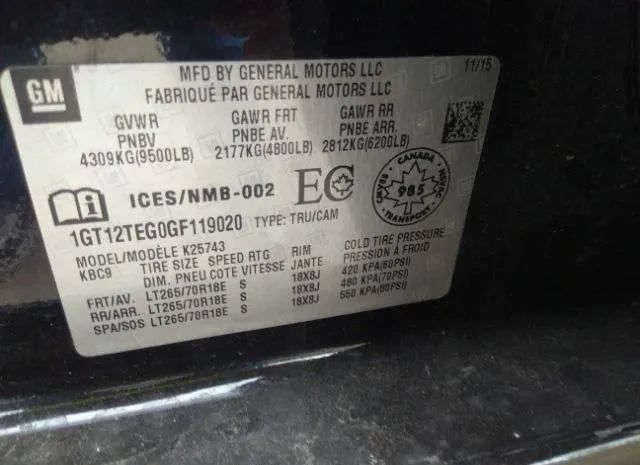 GM
MFD BY GENERAL MOTORS LLC 11/15
FABRIQUÉ PAR GENERAL MOTORS LLC
GVWR GAWR FRT GAWR RR
PNBV PNBE AV. PNBE ARR.
4309KG(9500LB) 2177KG(4800LB) 2812KG(6200LB)
ICES/NMB-002 EC
CANADA
985
TRANSPORT
1GT12TEG0GF119020 TYPE: TRU/CAM
MODEL/MODÈLE K25743
KBC9 TIRE SIZE SPEED RTG RIM COLD TIRE PRESSURE
DIM. PNEU COTE VITESSE JANTE PRESSION À FROID
FRT/AV. LT265/70R18E S 18X8J 420 KPA(60PSI)
RR/ARR. LT265/70R18E S 18X8J 480 KPA(70PSI)
SPA/SOS LT265/70R18E S 18X8J 550 KPA(80PSI)